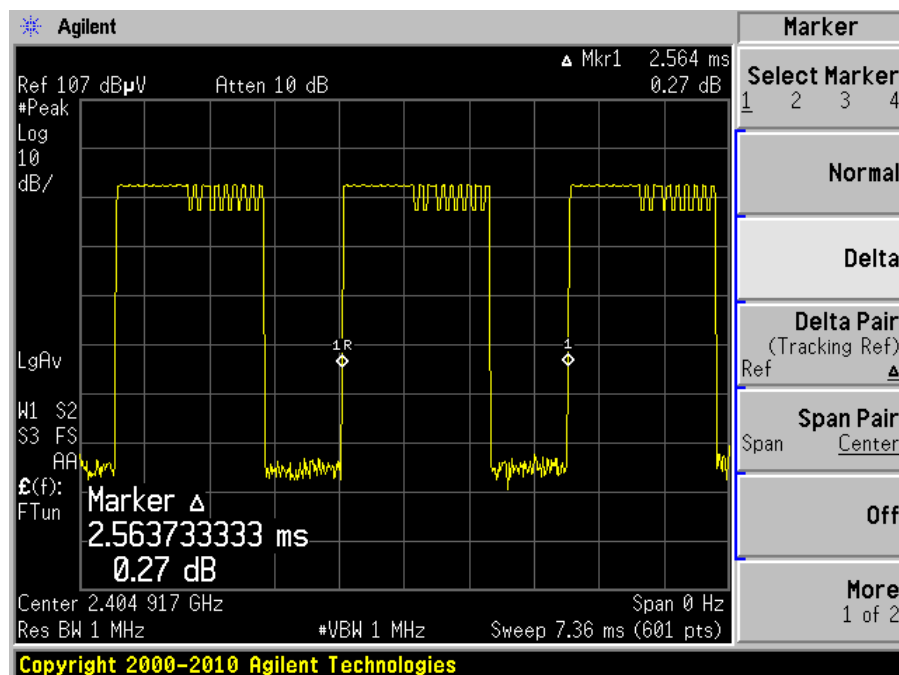 Agilent
Marker
Δ Mkr1 2.564 ms
Ref 107 dBµV Atten 10 dB 0.27 dB
#Peak
Log
10
dB/
LgAv
W1 S2
S3 FS
AA
£(f):
FTun
1R
1
Marker Δ
2.563733333 ms
0.27 dB
Center 2.404 917 GHz Span 0 Hz
Res BW 1 MHz #VBW 1 MHz Sweep 7.36 ms (601 pts)
Copyright 2000-2010 Agilent Technologies
Select Marker
1 2 3 4
Normal
Delta
Delta Pair
(Tracking Ref)
Ref Δ
Span Pair
Span Center
Off
More
1 of 2